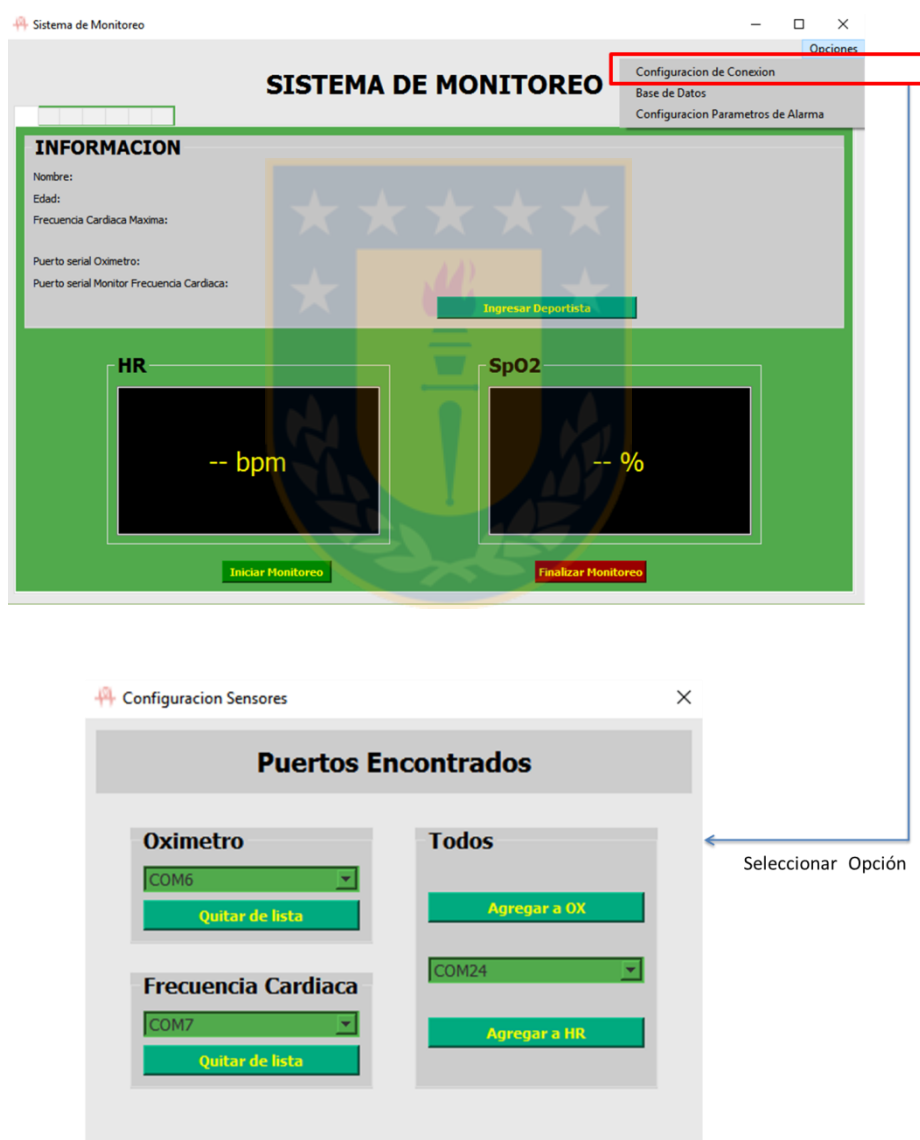 Sistema de Monitoreo
Opciones
SISTEMA DE MONITOREO
Configuracion de Conexion
Base de Datos
Configuracion Parametros de Alarma
INFORMACION
Nombre:
Edad:
Frecuencia Cardiaca Maxima:
Puerto serial Oximetro:
Puerto serial Monitor Frecuencia Cardiaca:
Ingresar Deportista
HR
SpO2
-- bpm
-- %
Iniciar Monitoreo
Finalizar Monitoreo
Configuracion Sensores
Puertos Encontrados
Oximetro
Todos
COM6
Quitar de lista
Agregar a OX
Seleccionar Opción
COM24
Frecuencia Cardiaca
COM7
Agregar a HR
Quitar de lista